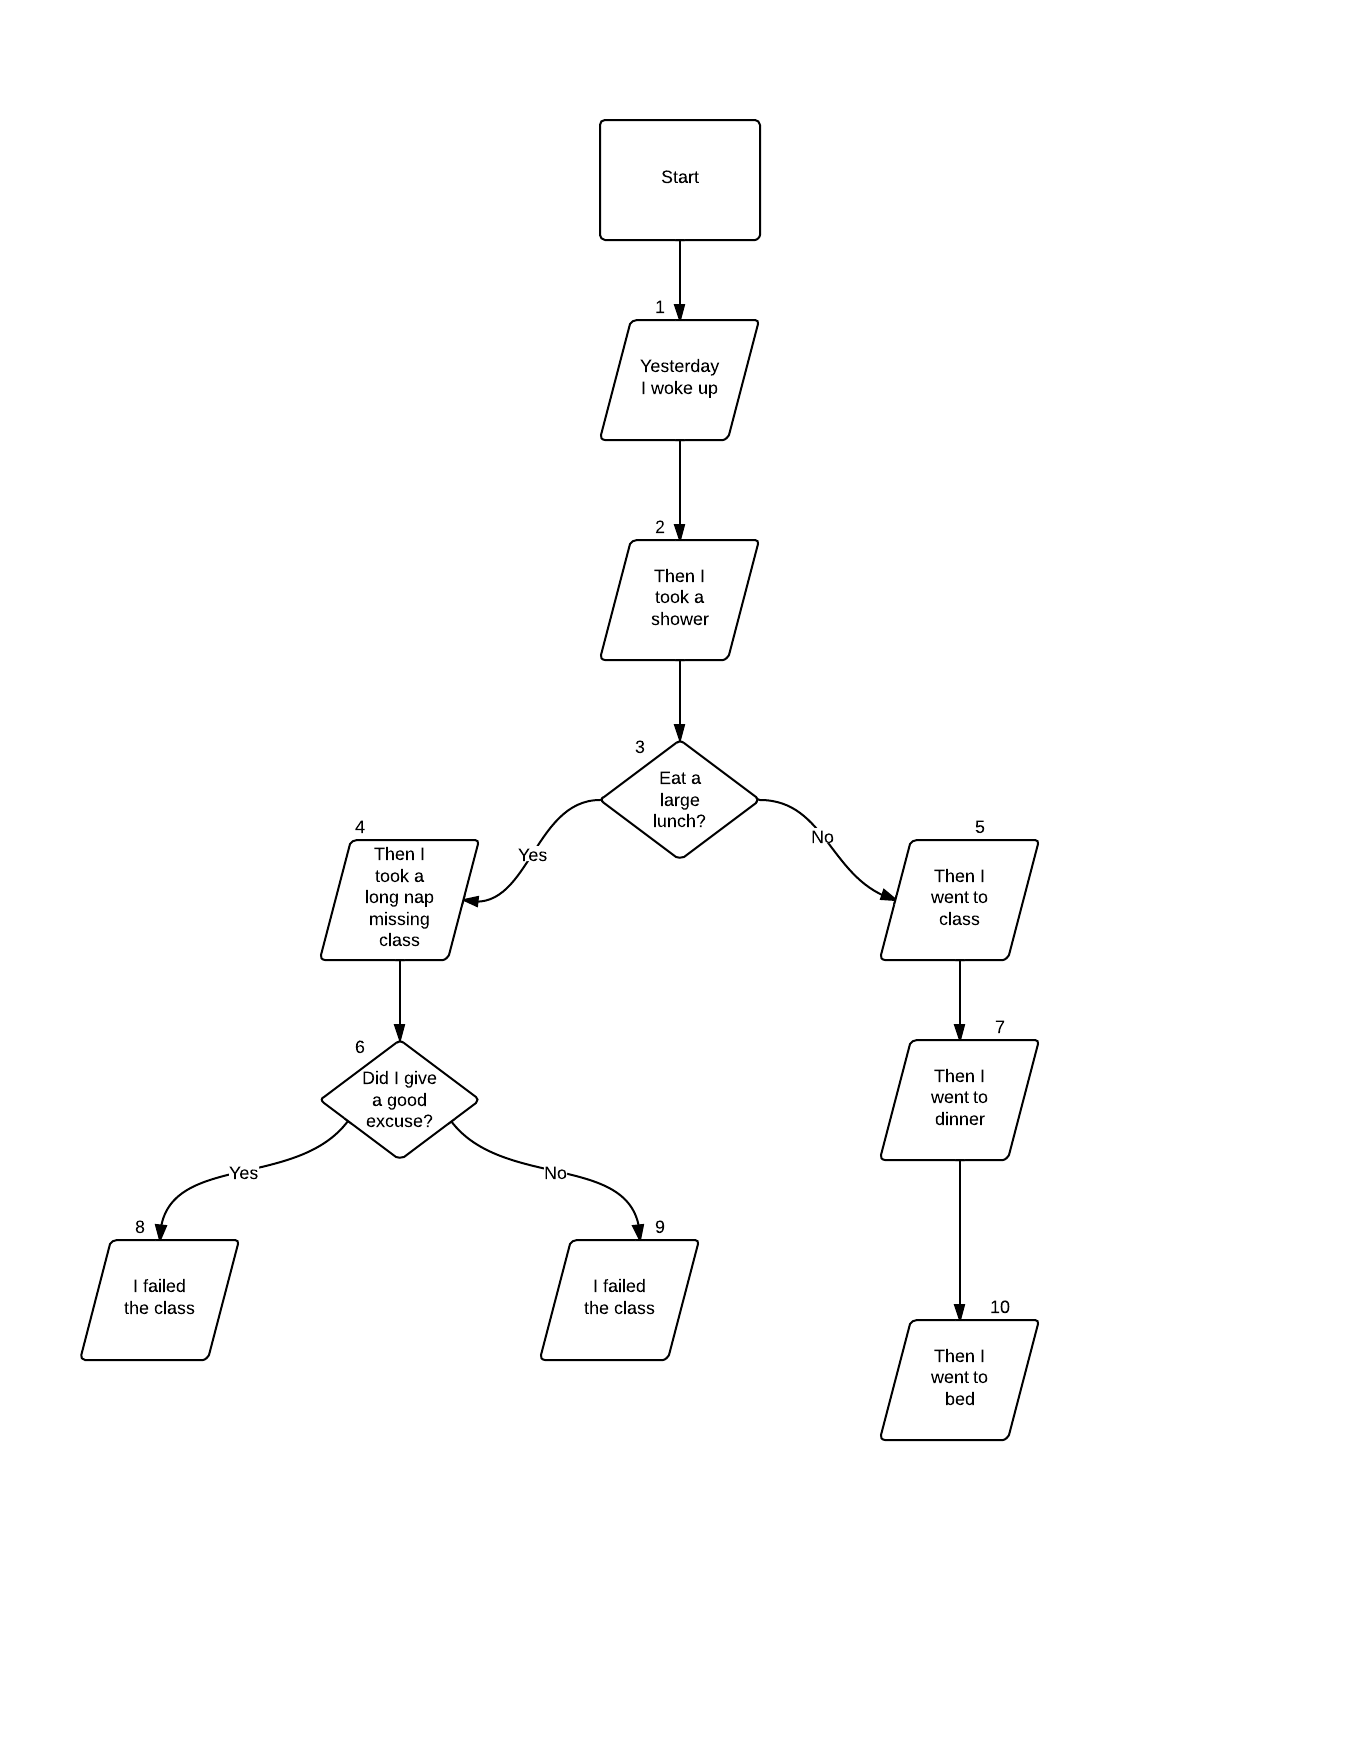 Start
1
Yesterday
I woke up
2
Then I
took a
shower
3
Eat a
large
lunch?
Yes
No
4
Then I
took a
long nap
missing
class
5
Then I
went to
class
6
Did I give
a good
excuse?
7
Then I
went to
dinner
Yes
No
8
I failed
the class
9
I failed
the class
10
Then I
went to
bed